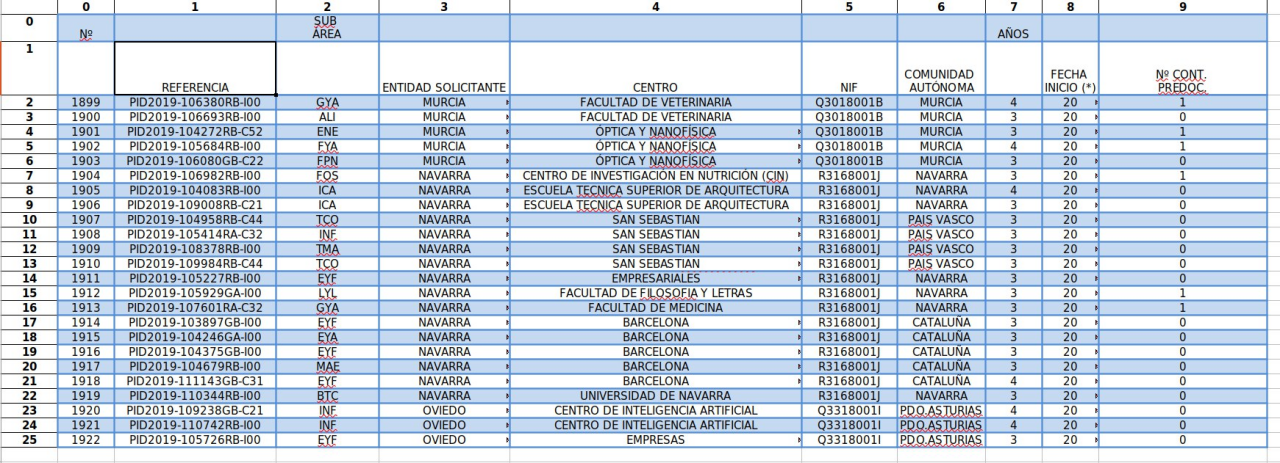 0 1 2 3 4 5 6 7 8 9
0 Nº SUB ÁREA AÑOS
1 REFERENCIA ENTIDAD SOLICITANTE CENTRO NIF COMUNIDAD AUTÓNOMA FECHA INICIO (*) Nº CONT. PREDOC.
2 1899 PID2019-106380RB-I00 GYA MURCIA FACULTAD DE VETERINARIA Q3018001B MURCIA 4 20 1
3 1900 PID2019-106693RB-I00 ALI MURCIA FACULTAD DE VETERINARIA Q3018001B MURCIA 3 20 0
4 1901 PID2019-104272RB-C52 ENE MURCIA ÓPTICA Y NANOFÍSICA Q3018001B MURCIA 3 20 1
5 1902 PID2019-105684RB-I00 FYA MURCIA ÓPTICA Y NANOFÍSICA Q3018001B MURCIA 4 20 1
6 1903 PID2019-106080GB-C22 FPN MURCIA ÓPTICA Y NANOFÍSICA Q3018001B MURCIA 3 20 0
7 1904 PID2019-106982RB-I00 FOS NAVARRA CENTRO DE INVESTIGACIÓN EN NUTRICIÓN (CIN) R3168001J NAVARRA 3 20 1
8 1905 PID2019-104083RB-I00 ICA NAVARRA ESCUELA TECNICA SUPERIOR DE ARQUITECTURA R3168001J NAVARRA 4 20 0
9 1906 PID2019-109008RB-C21 ICA NAVARRA ESCUELA TECNICA SUPERIOR DE ARQUITECTURA R3168001J NAVARRA 3 20 0
10 1907 PID2019-104958RB-C44 TCO NAVARRA SAN SEBASTIAN R3168001J PAIS VASCO 3 20 0
11 1908 PID2019-105414RA-C32 INF NAVARRA SAN SEBASTIAN R3168001J PAIS VASCO 3 20 0
12 1909 PID2019-108378RB-I00 TMA NAVARRA SAN SEBASTIAN R3168001J PAIS VASCO 3 20 0
13 1910 PID2019-109984RB-C44 TCO NAVARRA SAN SEBASTIAN R3168001J PAIS VASCO 3 20 0
14 1911 PID2019-105227RB-I00 EYF NAVARRA EMPRESARIALES R3168001J NAVARRA 3 20 0
15 1912 PID2019-105929GA-I00 LYL NAVARRA FACULTAD DE FILOSOFIA Y LETRAS R3168001J NAVARRA 3 20 1
16 1913 PID2019-107601RA-C32 GYA NAVARRA FACULTAD DE MEDICINA R3168001J NAVARRA 3 20 1
17 1914 PID2019-103897GB-I00 EYF NAVARRA BARCELONA R3168001J CATALUÑA 3 20 0
18 1915 PID2019-104246GA-I00 EYA NAVARRA BARCELONA R3168001J CATALUÑA 3 20 0
19 1916 PID2019-104375GB-I00 EYF NAVARRA BARCELONA R3168001J CATALUÑA 3 20 0
20 1917 PID2019-104679RB-I00 MAE NAVARRA BARCELONA R3168001J CATALUÑA 3 20 0
21 1918 PID2019-111143GB-C31 EYF NAVARRA BARCELONA R3168001J CATALUÑA 4 20 0
22 1919 PID2019-110344RB-I00 BTC NAVARRA UNIVERSIDAD DE NAVARRA R3168001J NAVARRA 3 20 0
23 1920 PID2019-109238GB-C21 INF OVIEDO CENTRO DE INTELIGENCIA ARTIFICIAL Q3318001I PDO.ASTURIAS 4 20 0
24 1921 PID2019-110742RB-I00 INF OVIEDO CENTRO DE INTELIGENCIA ARTIFICIAL Q3318001I PDO.ASTURIAS 4 20 0
25 1922 PID2019-105726RB-I00 EYF OVIEDO EMPRESAS Q3318001I PDO.ASTURIAS 3 20 0